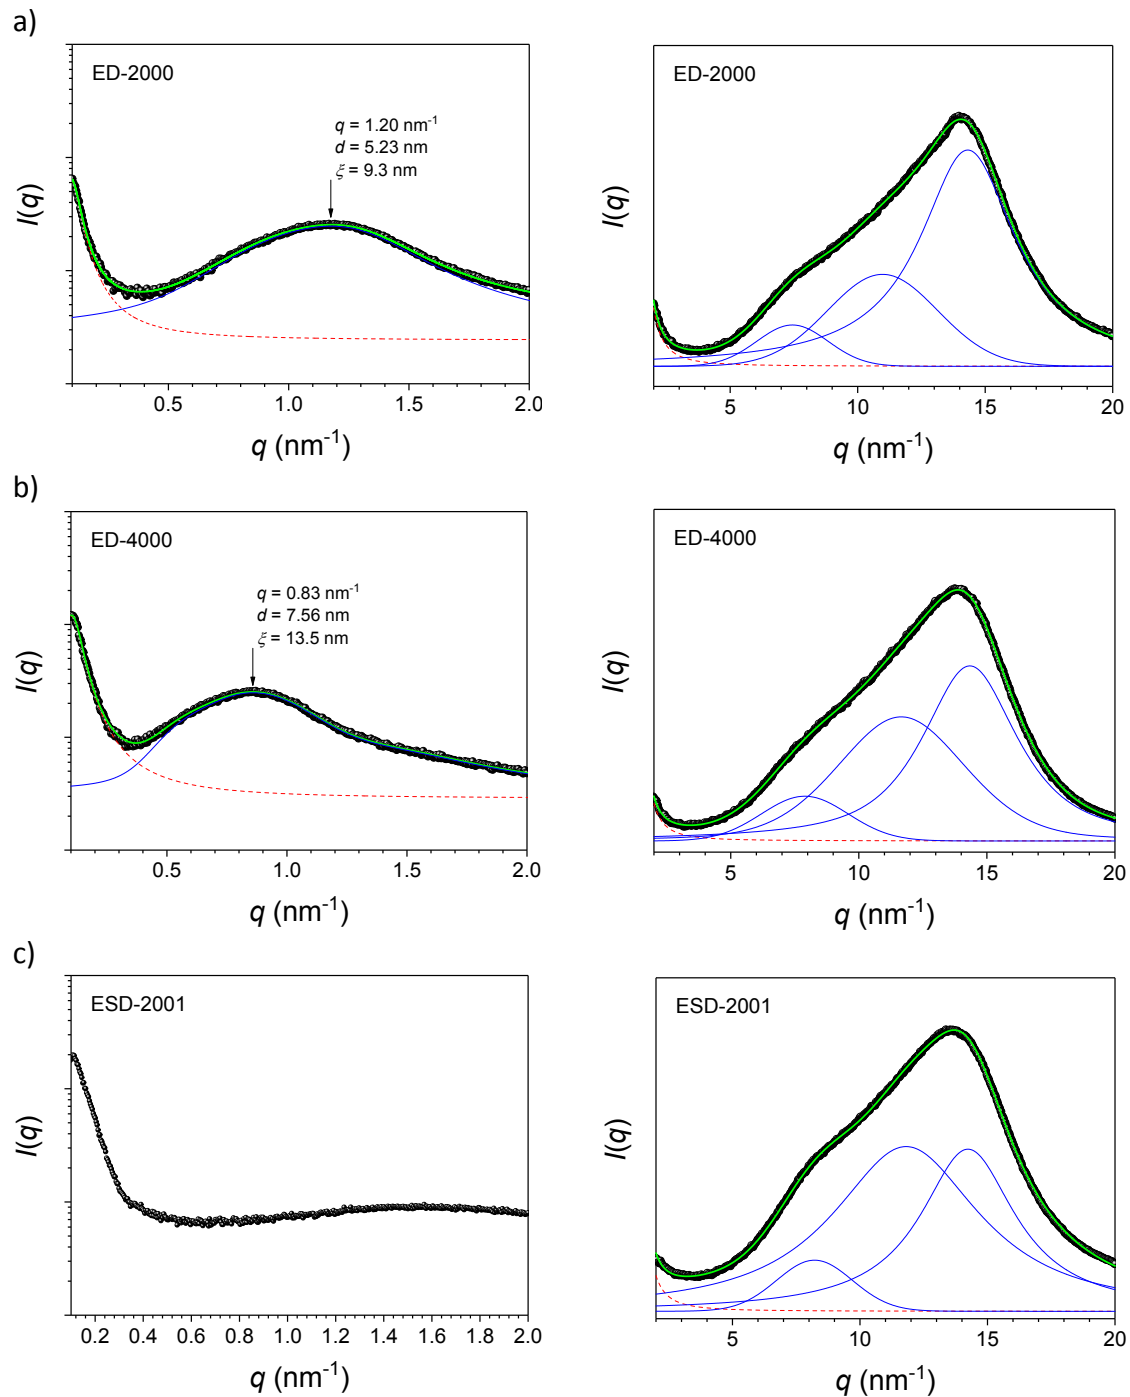 a)
ED-2000
q = 1.20 nm⁻¹
d = 5.23 nm
ξ = 9.3 nm
I(q)
0.5 1.0 1.5 2.0
q (nm⁻¹)
ED-2000
I(q)
5 10 15 20
q (nm⁻¹)
b)
ED-4000
q = 0.83 nm⁻¹
d = 7.56 nm
ξ = 13.5 nm
I(q)
0.5 1.0 1.5 2.0
q (nm⁻¹)
ED-4000
I(q)
5 10 15 20
q (nm⁻¹)
c)
ESD-2001
I(q)
0.2 0.4 0.6 0.8 1.0 1.2 1.4 1.6 1.8 2.0
q (nm⁻¹)
ESD-2001
I(q)
5 10 15 20
q (nm⁻¹)